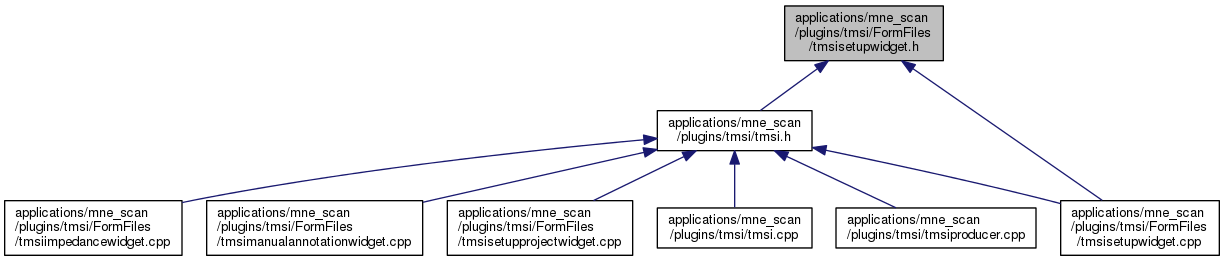 applications/mne_scan
/plugins/tmsi/FormFiles
/tmsisetupwidget.h
applications/mne_scan
/plugins/tmsi/tmsi.h
applications/mne_scan
/plugins/tmsi/FormFiles
/tmsiimpedancewidget.cpp
applications/mne_scan
/plugins/tmsi/FormFiles
/tmsimanualannotationwidget.cpp
applications/mne_scan
/plugins/tmsi/FormFiles
/tmsisetupprojectwidget.cpp
applications/mne_scan
/plugins/tmsi/tmsi.cpp
applications/mne_scan
/plugins/tmsi/tmsiproducer.cpp
applications/mne_scan
/plugins/tmsi/FormFiles
/tmsisetupwidget.cpp